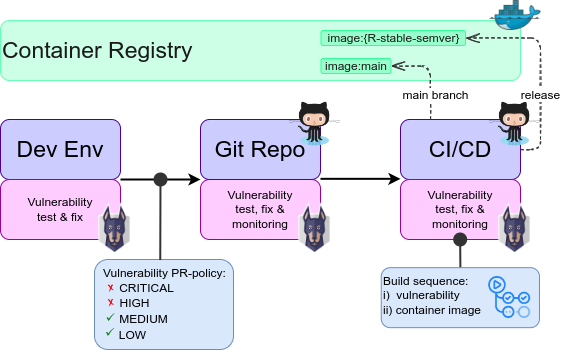 Container Registry
image:{R-stable-semver}
image:main
main branch
release
Dev Env
Git Repo
CI/CD
Vulnerability
test & fix
Vulnerability
test, fix &
monitoring
Vulnerability
test, fix &
monitoring
Vulnerability PR-policy:
✗ CRITICAL
✗ HIGH
✓ MEDIUM
✓ LOW
Build sequence:
i) vulnerability
ii) container image